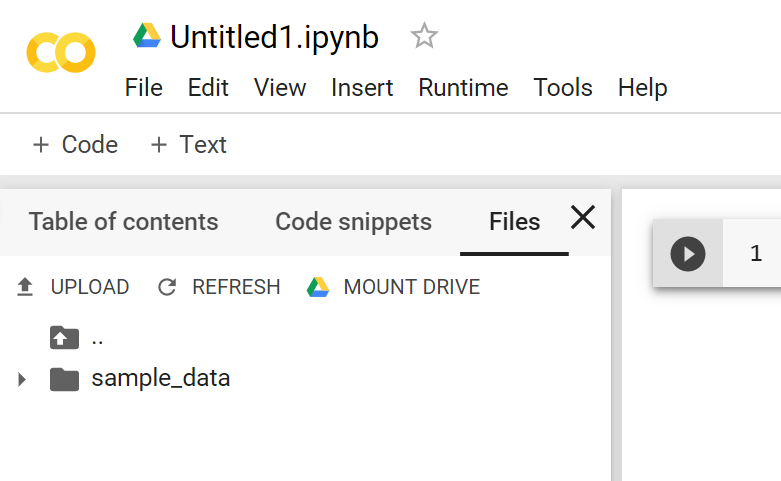 Untitled1.ipynb
File Edit View Insert Runtime Tools Help
+ Code + Text
Table of contents Code snippets Files
UPLOAD REFRESH MOUNT DRIVE
1
..
sample_data